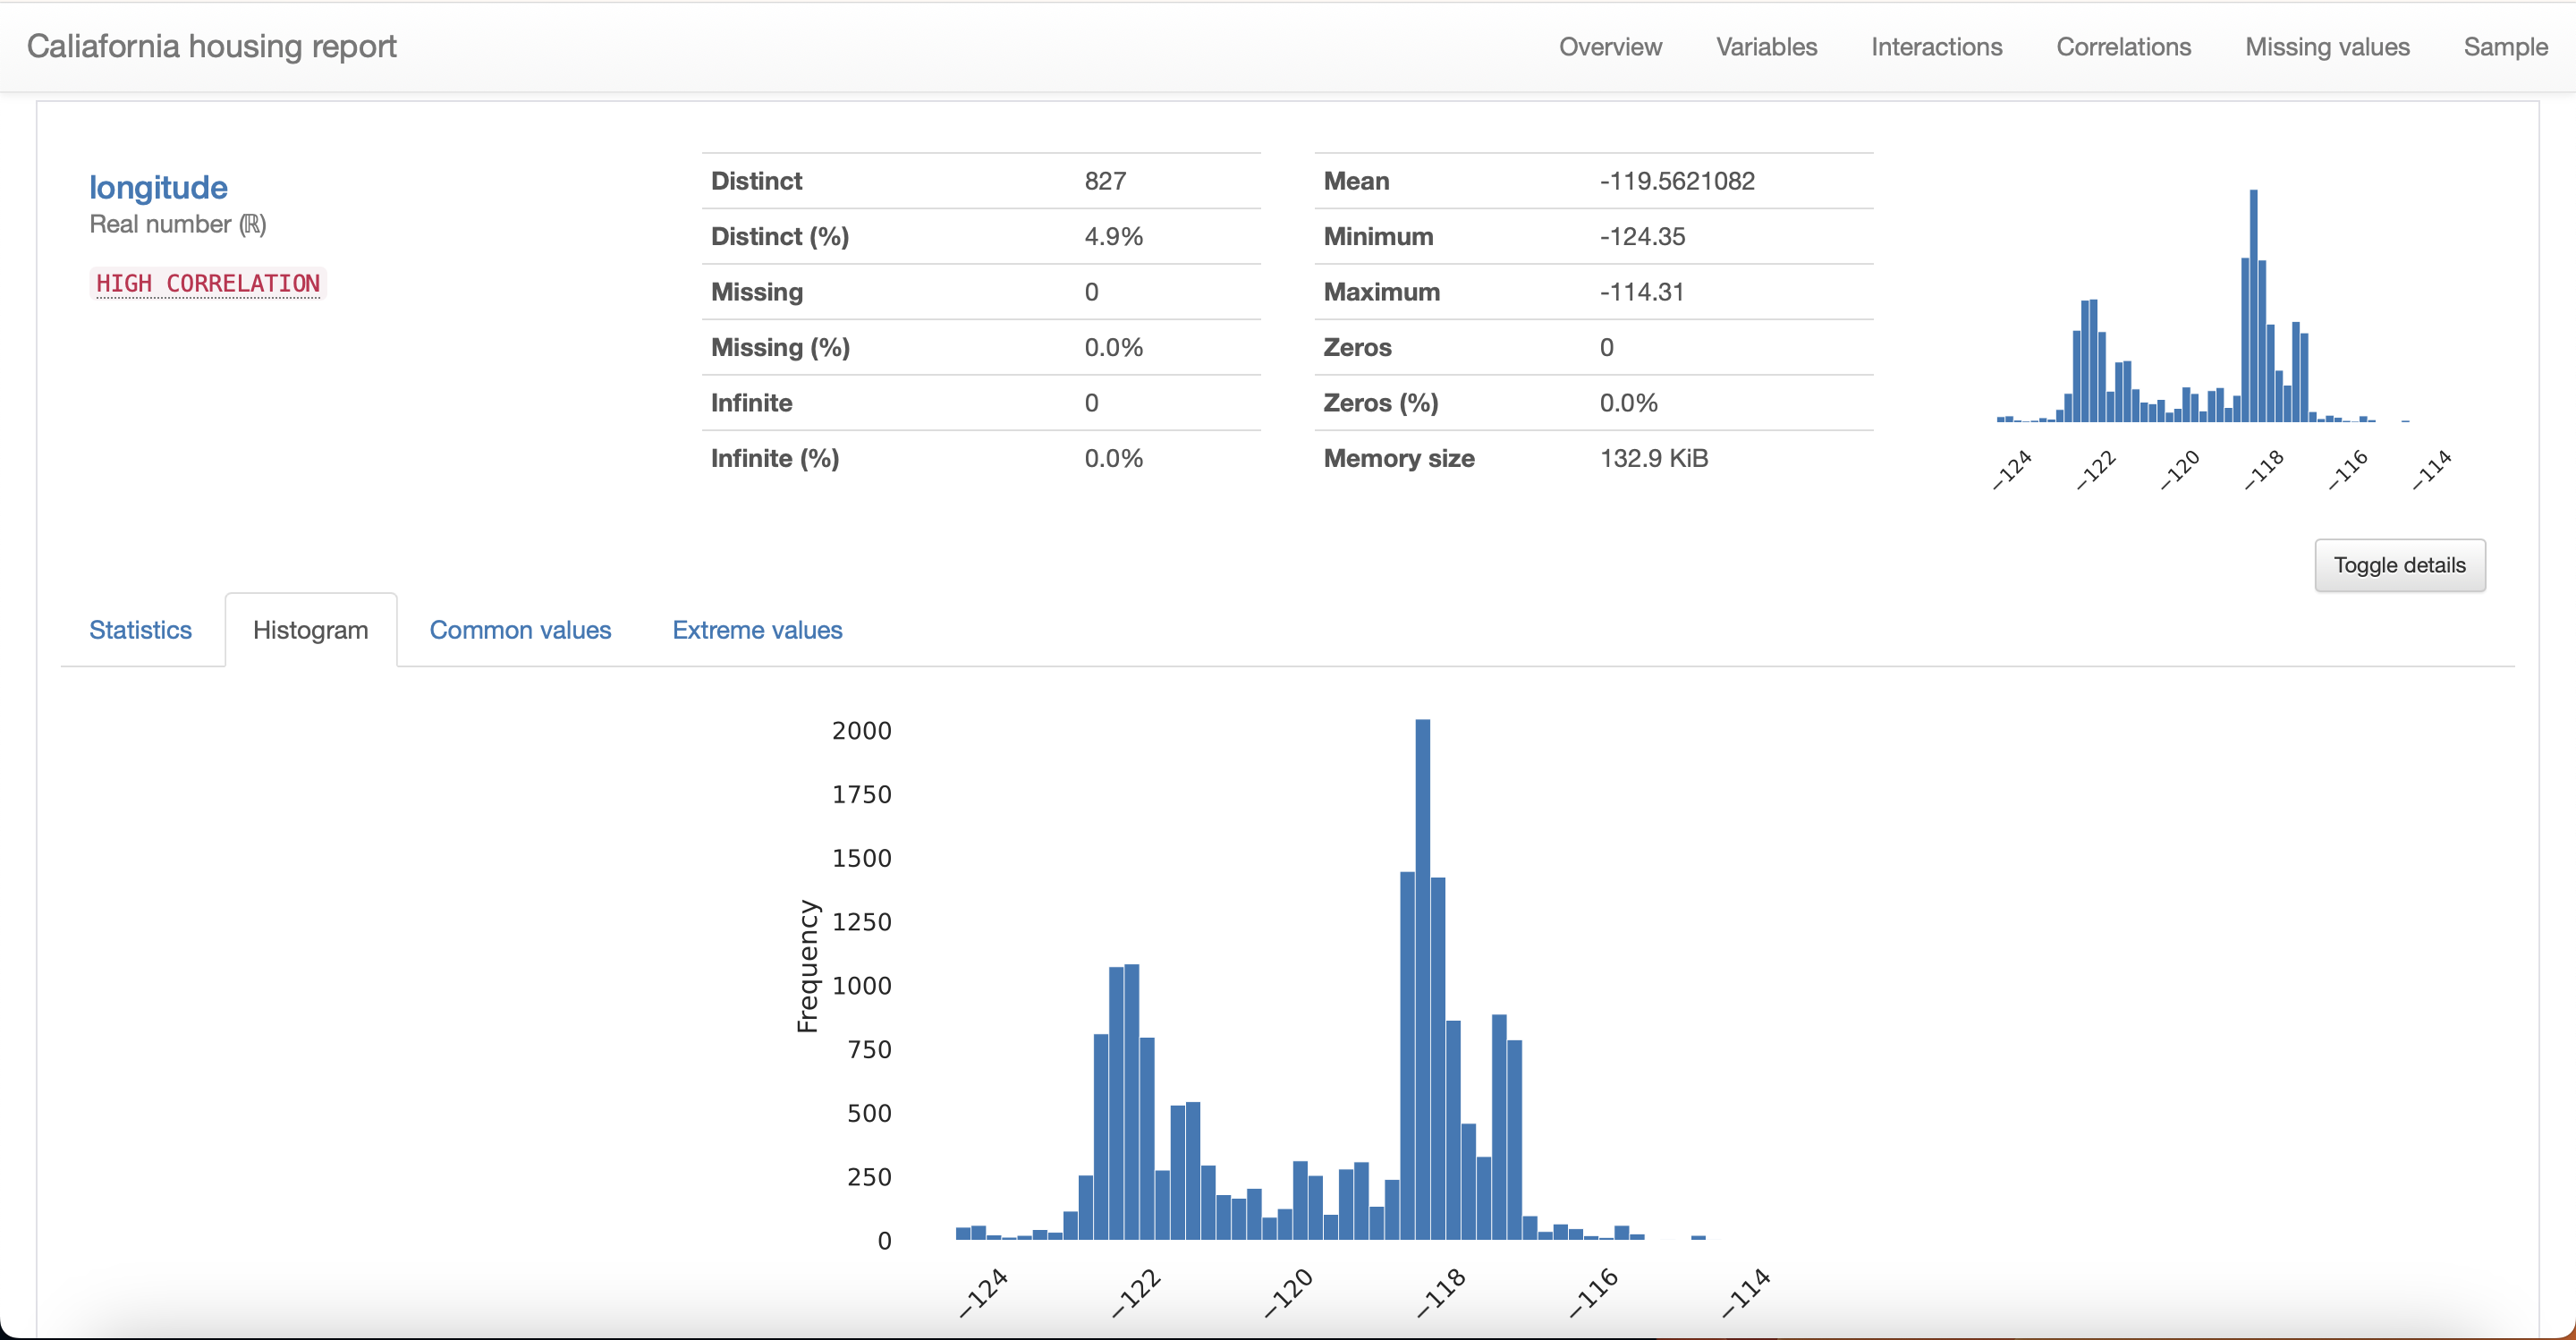 Caliafornia housing report
Overview Variables Interactions Correlations Missing values Sample
longitude
Real number (ℝ)
HIGH CORRELATION
Distinct 827
Distinct (%) 4.9%
Missing 0
Missing (%) 0.0%
Infinite 0
Infinite (%) 0.0%
Mean -119.5621082
Minimum -124.35
Maximum -114.31
Zeros 0
Zeros (%) 0.0%
Memory size 132.9 KiB
−124 −122 −120 −118 −116 −114
Toggle details
Statistics Histogram Common values Extreme values
2000
1750
1500
1250
1000
750
500
250
0
Frequency
−124 −122 −120 −118 −116 −114